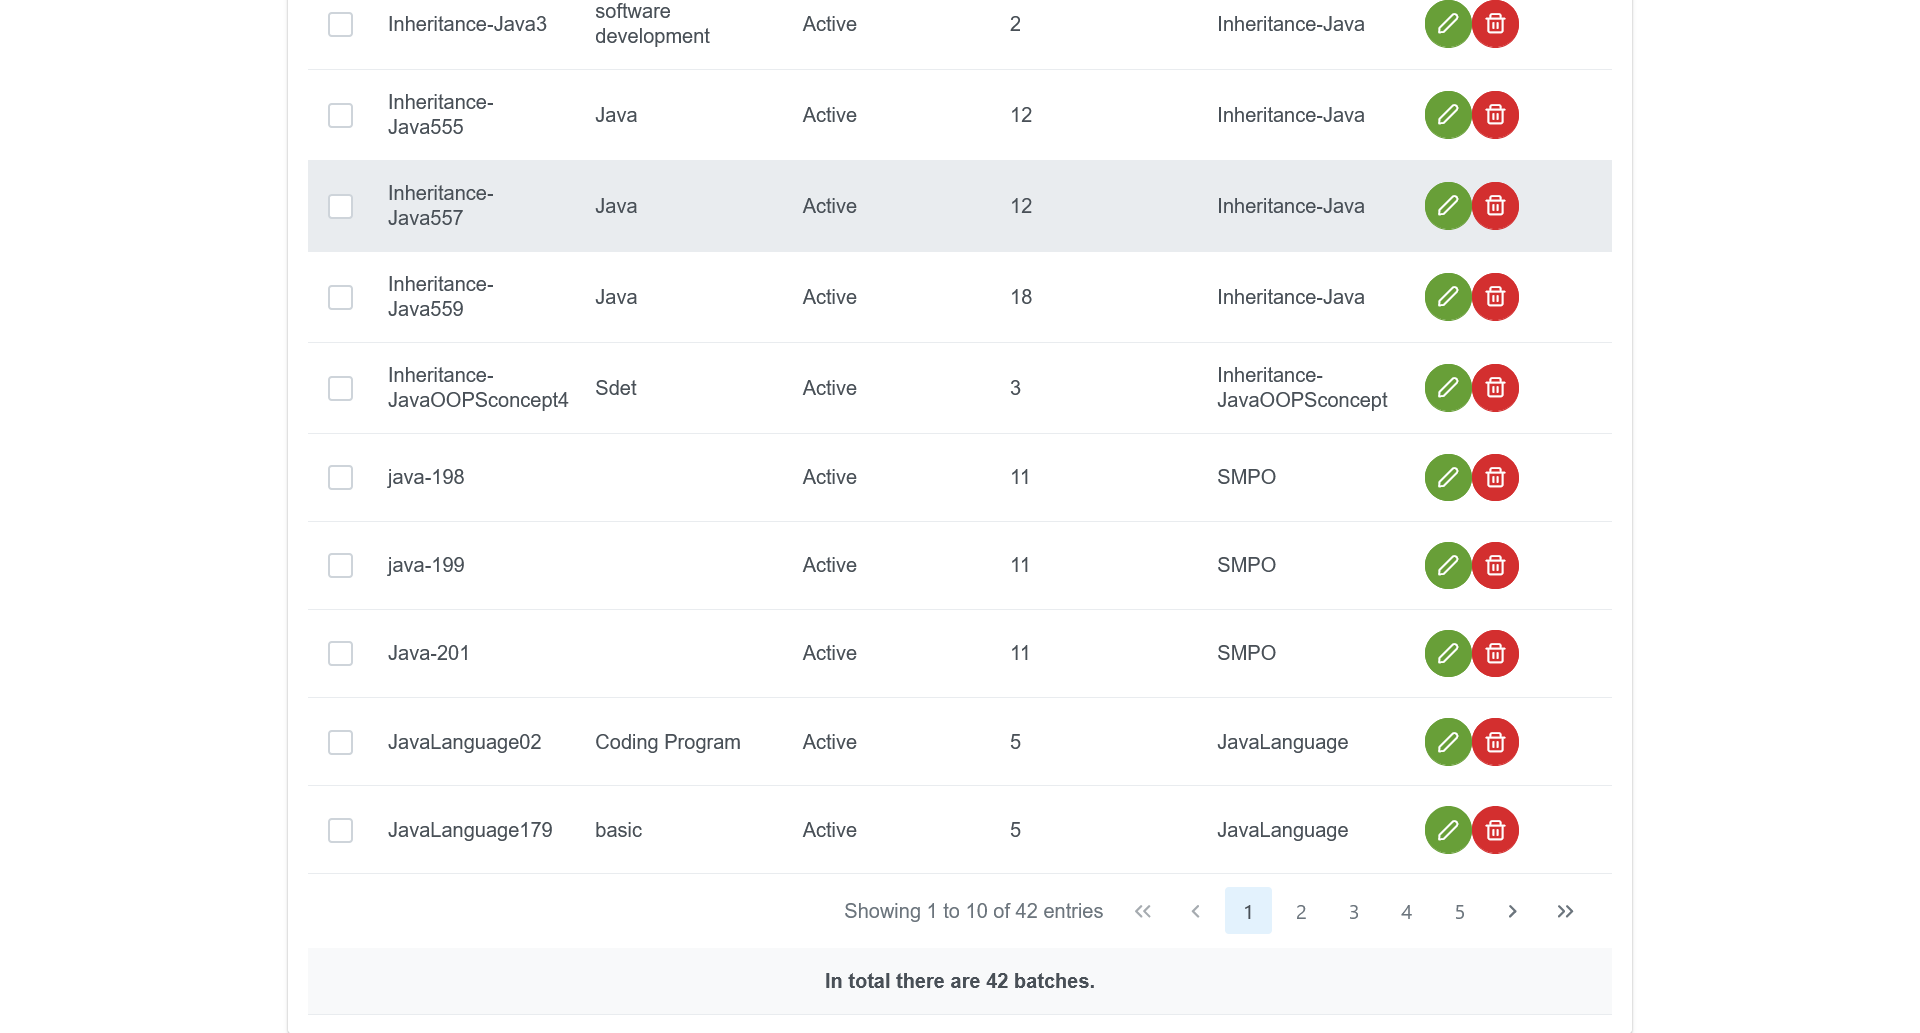 Inheritance-Java3 software development Active 2 Inheritance-Java
Inheritance-Java555 Java Active 12 Inheritance-Java
Inheritance-Java557 Java Active 12 Inheritance-Java
Inheritance-Java559 Java Active 18 Inheritance-Java
Inheritance-JavaOOPSconcept4 Sdet Active 3 Inheritance-JavaOOPSconcept
java-198 Active 11 SMPO
java-199 Active 11 SMPO
Java-201 Active 11 SMPO
JavaLanguage02 Coding Program Active 5 JavaLanguage
JavaLanguage179 basic Active 5 JavaLanguage
Showing 1 to 10 of 42 entries 1 2 3 4 5
In total there are 42 batches.